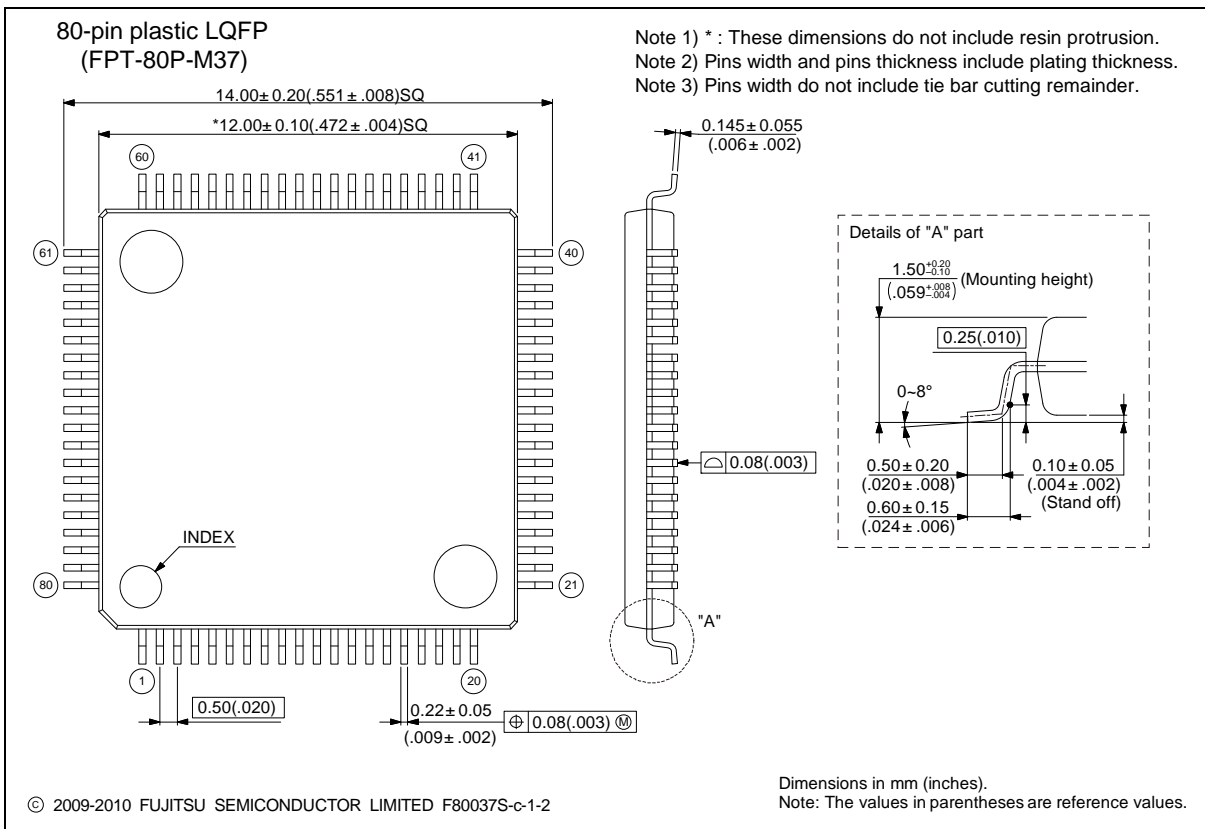 80-pin plastic LQFP
(FPT-80P-M37)
Note 1) * : These dimensions do not include resin protrusion.
Note 2) Pins width and pins thickness include plating thickness.
Note 3) Pins width do not include tie bar cutting remainder.
14.00±0.20(.551±.008)SQ
*12.00±0.10(.472±.004)SQ
60
41
61
40
80
21
INDEX
1
20
0.50(.020)
0.22±0.05
(.009±.002)
⌖ 0.08(.003) Ⓜ
0.145±0.055
(.006±.002)
⌓ 0.08(.003)
"A"
Details of "A" part
1.50+0.20−0.10
(.059+.008−.004)
(Mounting height)
0.25(.010)
0~8°
0.50±0.20
(.020±.008)
0.60±0.15
(.024±.006)
0.10±0.05
(.004±.002)
(Stand off)
© 2009-2010 FUJITSU SEMICONDUCTOR LIMITED F80037S-c-1-2
Dimensions in mm (inches).
Note: The values in parentheses are reference values.